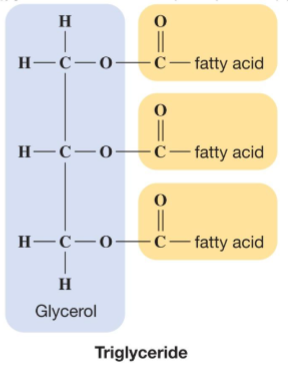 H
O
H—C—O—C—fatty acid
O
H—C—O—C—fatty acid
O
H—C—O—C—fatty acid
H
Glycerol
Triglyceride